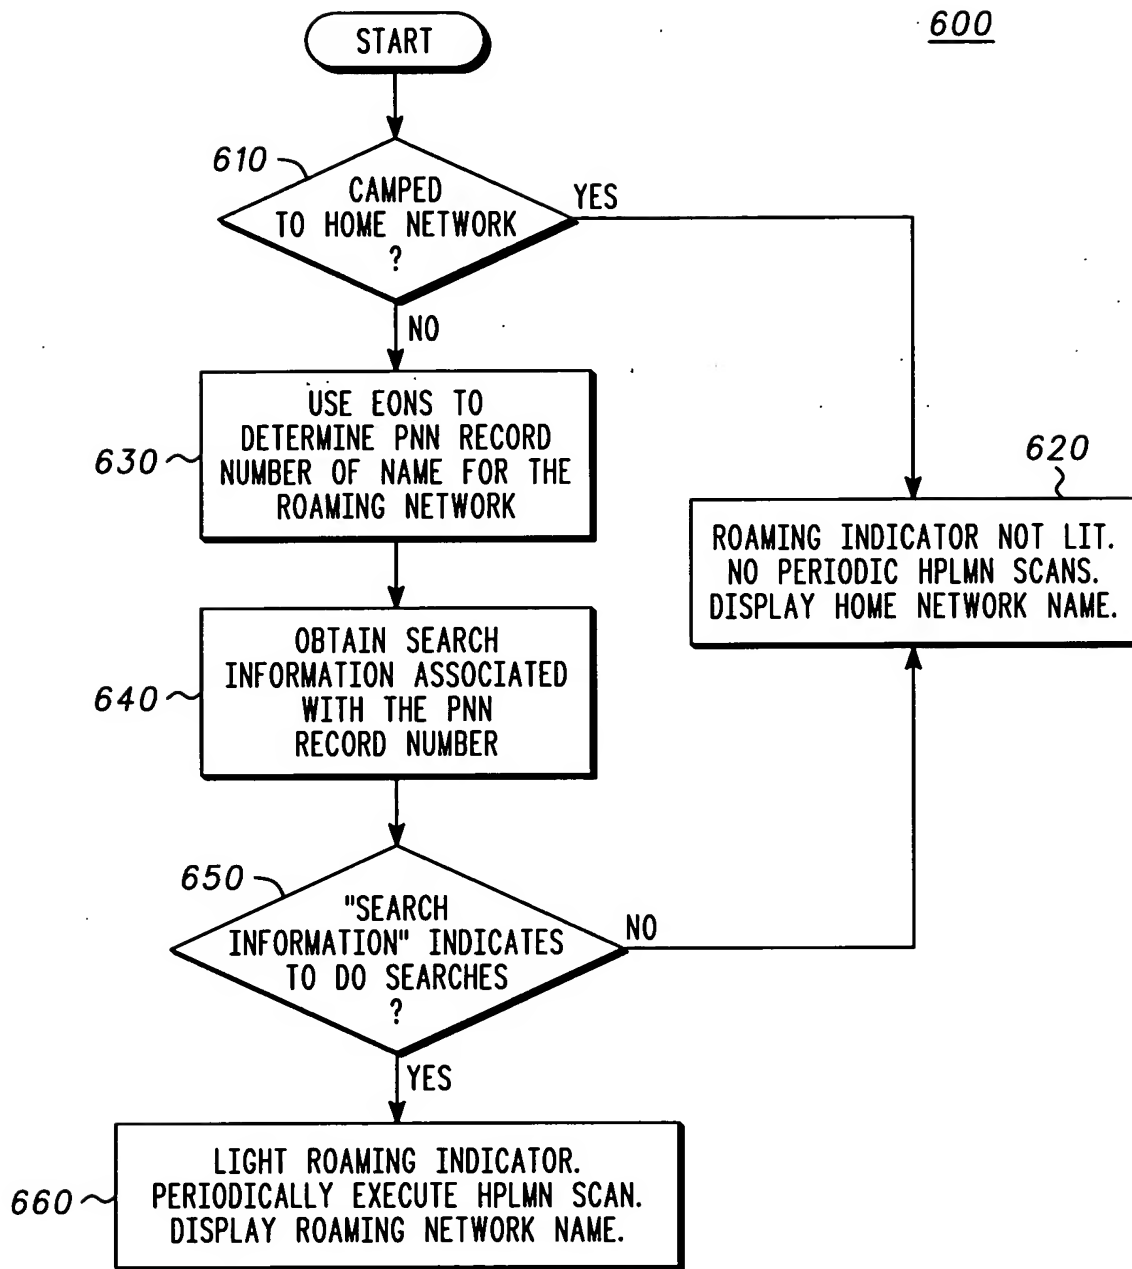 600
START
610
CAMPED
TO HOME NETWORK
?
YES
NO
630
USE EONS TO
DETERMINE PNN RECORD
NUMBER OF NAME FOR THE
ROAMING NETWORK
620
ROAMING INDICATOR NOT LIT.
NO PERIODIC HPLMN SCANS.
DISPLAY HOME NETWORK NAME.
640
OBTAIN SEARCH
INFORMATION ASSOCIATED
WITH THE PNN
RECORD NUMBER
650
"SEARCH
INFORMATION" INDICATES
TO DO SEARCHES
?
NO
YES
660
LIGHT ROAMING INDICATOR.
PERIODICALLY EXECUTE HPLMN SCAN.
DISPLAY ROAMING NETWORK NAME.